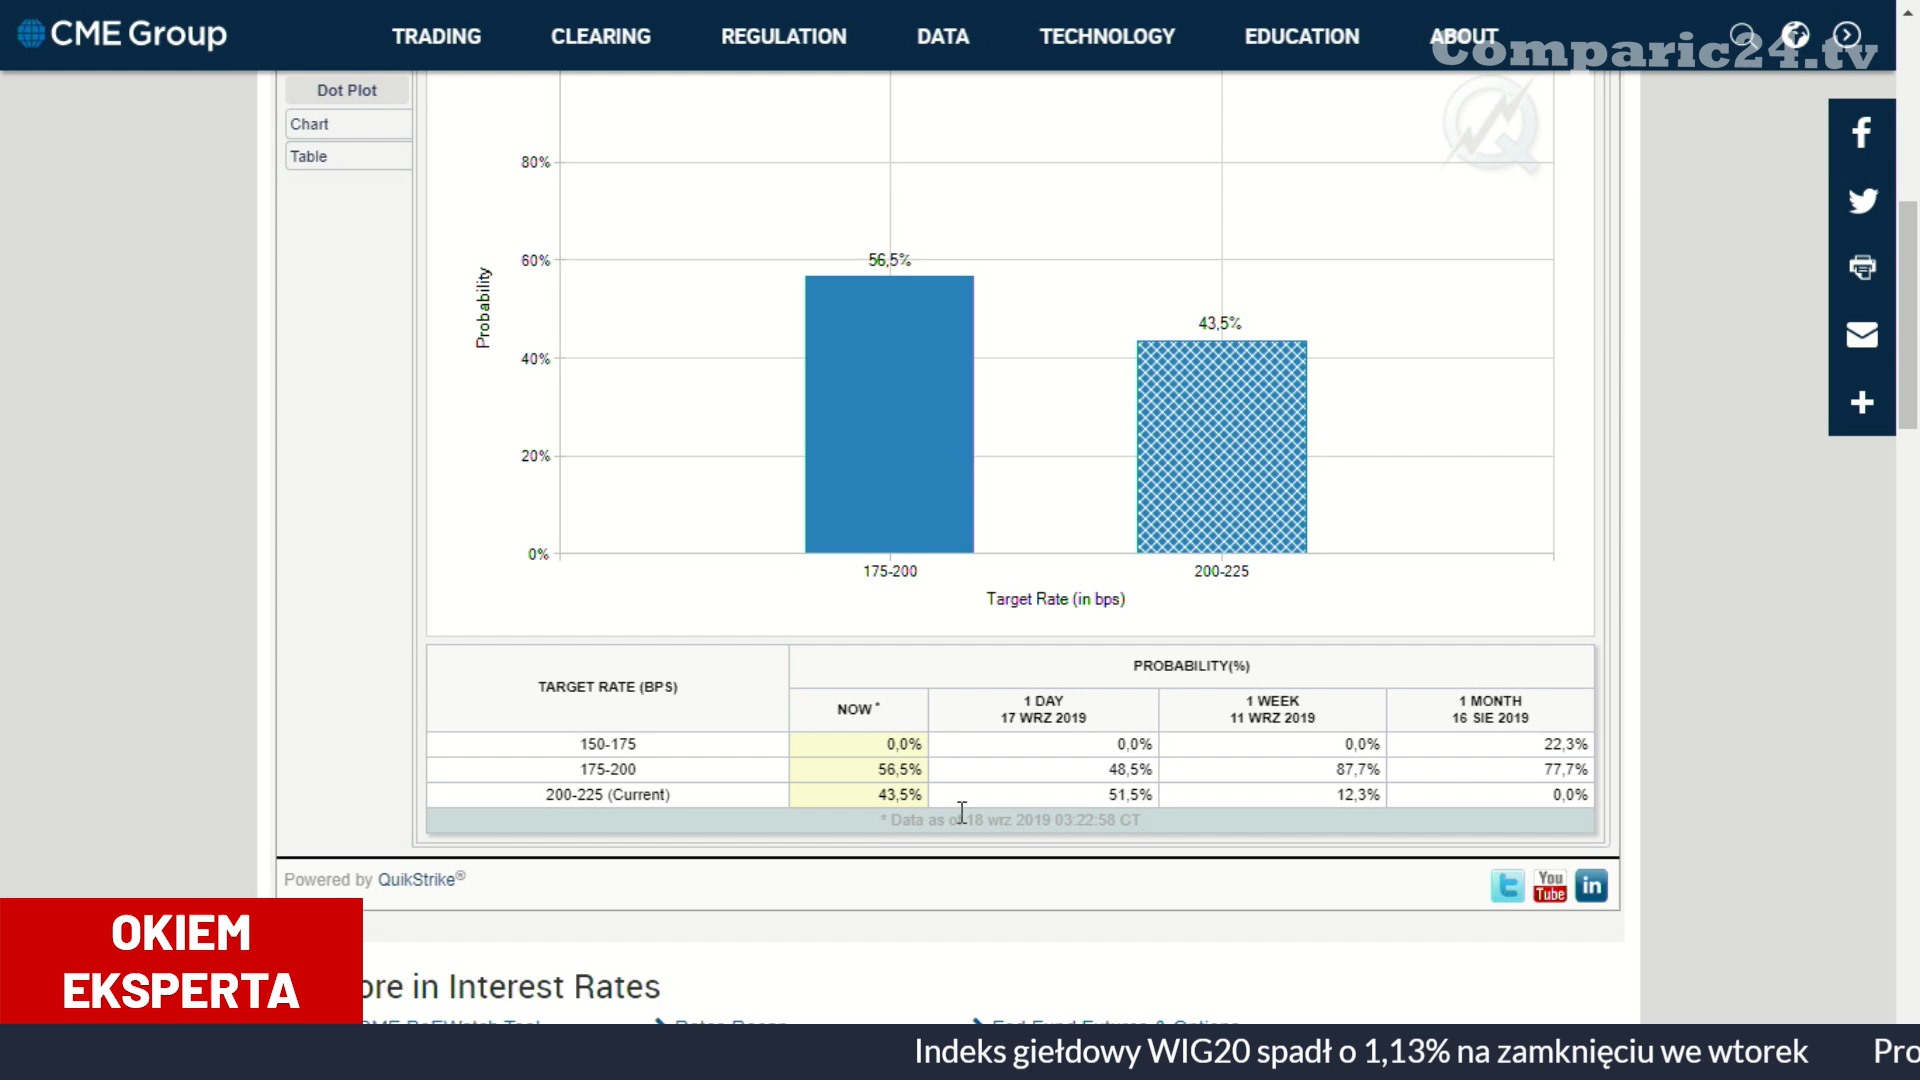 CME Group
TRADING
CLEARING
REGULATION
DATA
TECHNOLOGY
EDUCATION
ABOUT
Comparic24.tv
Dot Plot
Chart
Table
80%
60%
40%
20%
0%
Probability
56,5%
43,5%
175-200
200-225
Target Rate (in bps)
TARGET RATE (BPS)
PROBABILITY(%)
NOW *
1 DAY
17 WRZ 2019
1 WEEK
11 WRZ 2019
1 MONTH
16 SIE 2019
150-175 0,0% 0,0% 0,0% 22,3%
175-200 56,5% 48,5% 87,7% 77,7%
200-225 (Current) 43,5% 51,5% 12,3% 0,0%
* Data as of 18 wrz 2019 03:22:58 CT
Powered by QuikStrike®
You
Tube
in
OKIEM
EKSPERTA
ore in Interest Rates
Indeks giełdowy WIG20 spadł o 1,13% na zamknięciu we wtorek
Pro